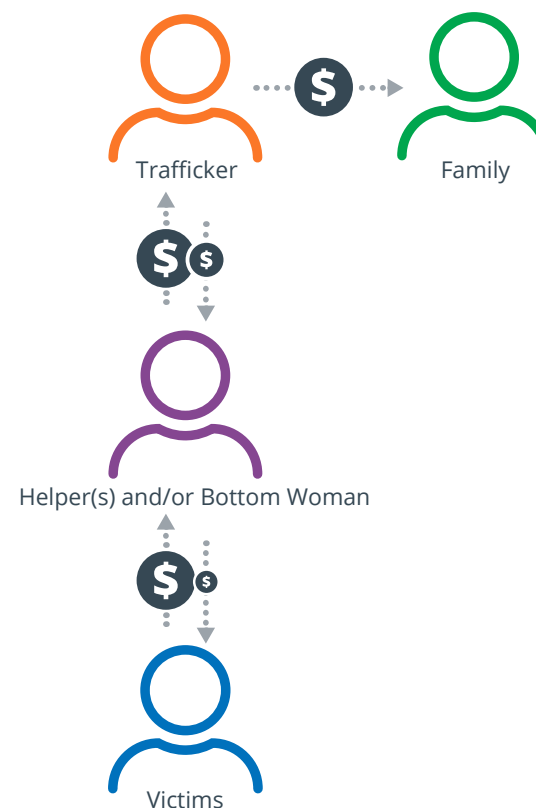 $
Trafficker
Family
$ $
Helper(s) and/or Bottom Woman
$ $
Victims